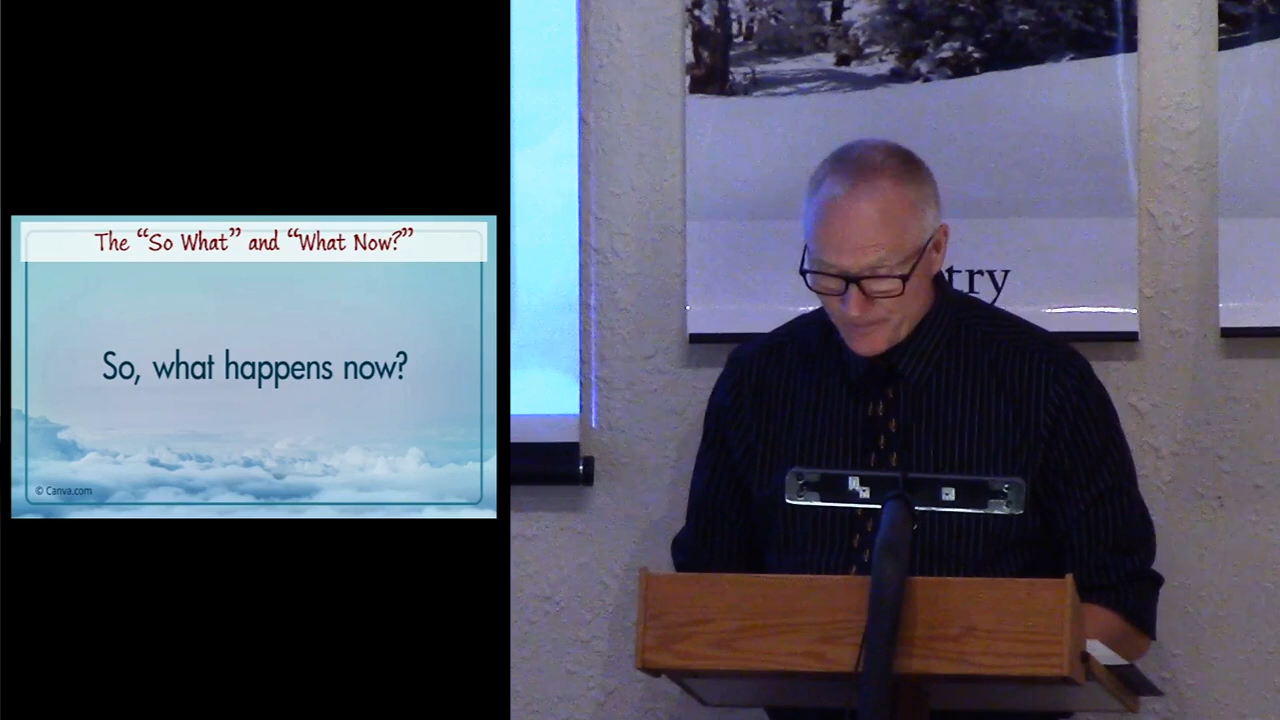 The “So What” and “What Now?”
So, what happens now?
© Canva.com
try